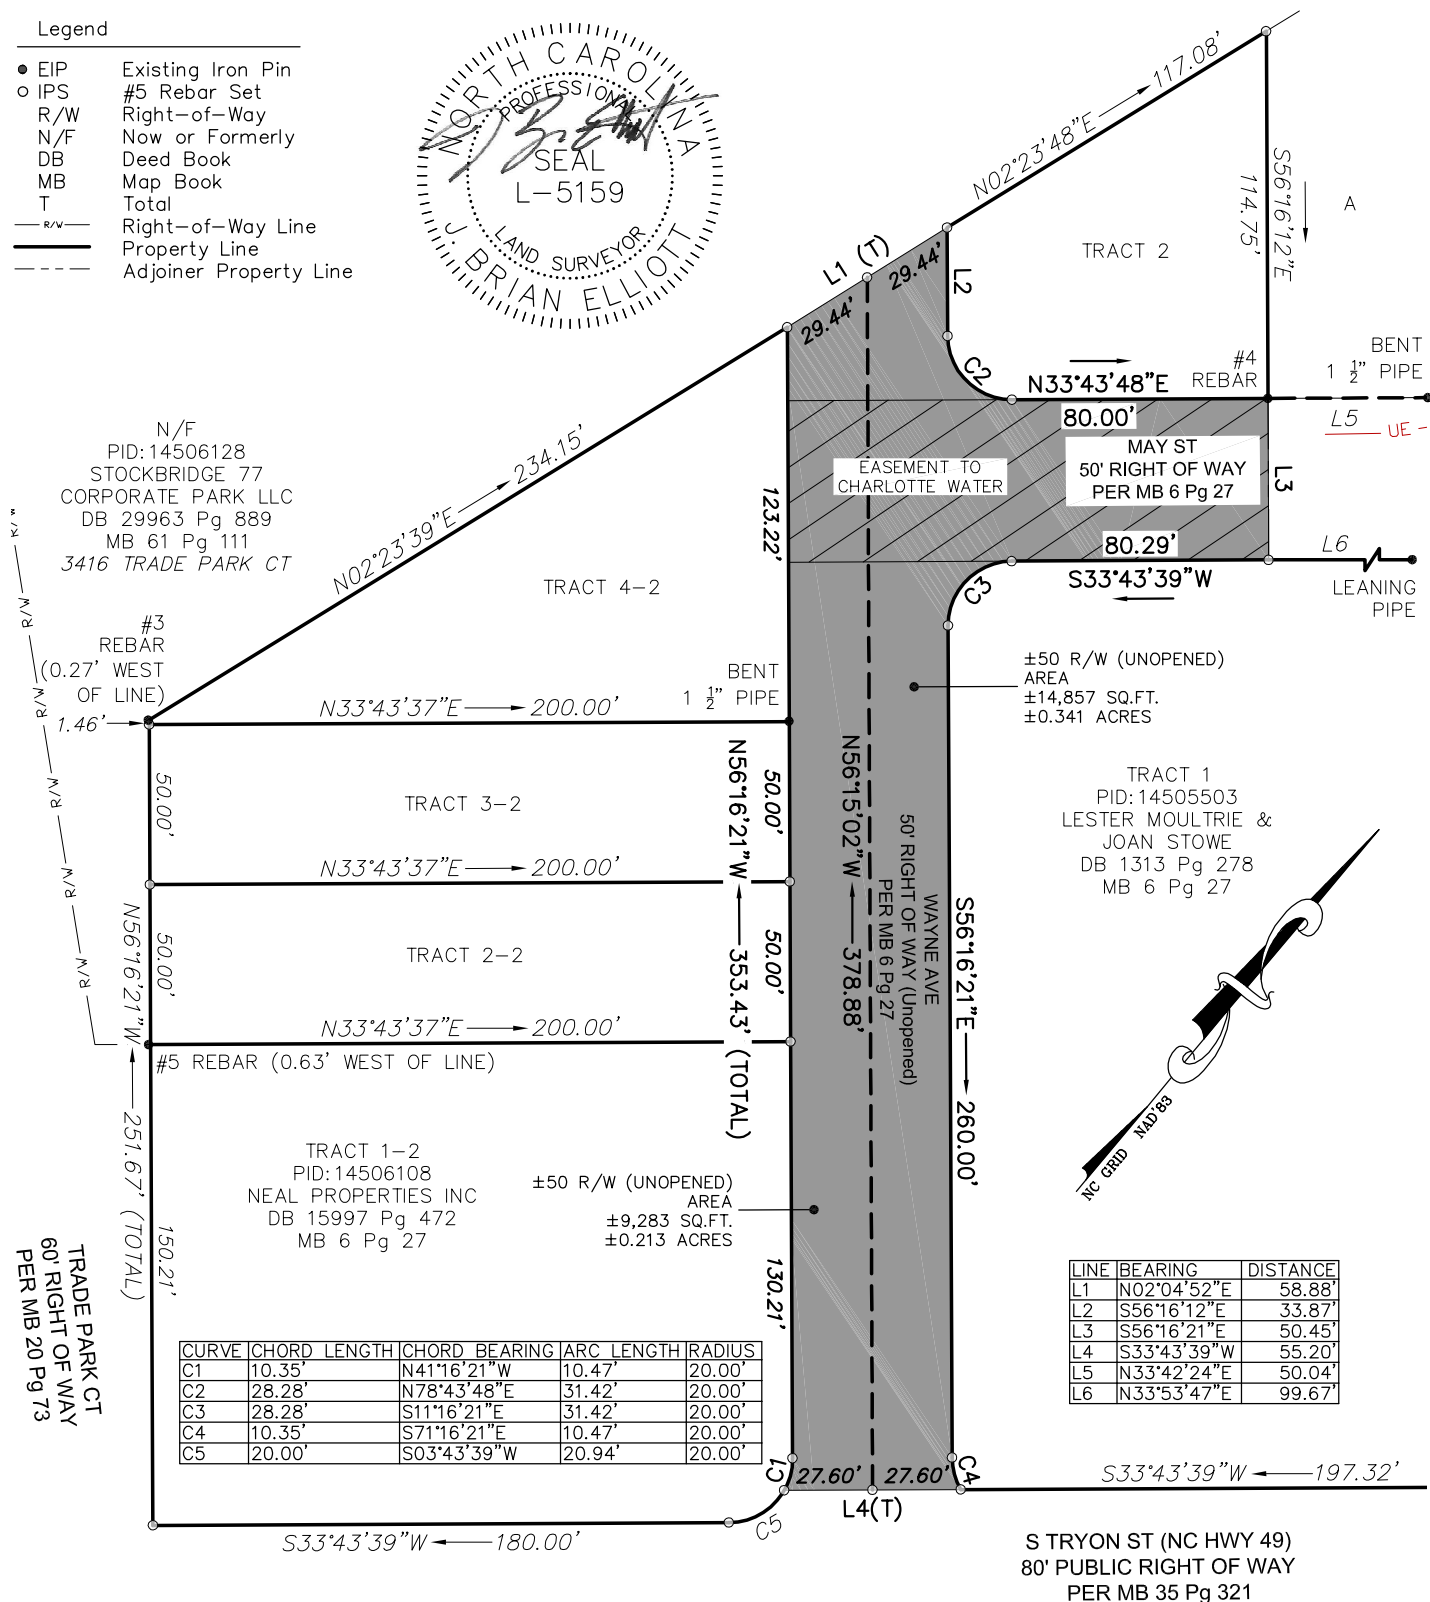 Legend
EIP Existing Iron Pin
IPS #5 Rebar Set
R/W Right-of-Way
N/F Now or Formerly
DB Deed Book
MB Map Book
T Total
R/W Right-of-Way Line
Property Line
Adjoiner Property Line
NORTH CAROLINA
PROFESSIONAL
SEAL
L-5159
LAND SURVEYOR
J. BRIAN ELLIOTT
N02°23'48"E 117.08'
S56°16'12"E
114.75'
A
TRACT 2
L1 (T)
29.44'
29.44'
L2
C2
N33°43'48"E
80.00'
#4
REBAR
BENT
1 ½" PIPE
L5
UE -
MAY ST
50' RIGHT OF WAY
PER MB 6 Pg 27
L3
EASEMENT TO
CHARLOTTE WATER
80.29'
S33°43'39"W
C3
L6
LEANING
PIPE
N/F
PID:14506128
STOCKBRIDGE 77
CORPORATE PARK LLC
DB 29963 Pg 889
MB 61 Pg 111
3416 TRADE PARK CT
N02°23'39"E 234.15'
123.22'
TRACT 4-2
R/W
R/W
R/W
R/W
R/W
R/W
R/W
#3
REBAR
(0.27' WEST
OF LINE)
1.46'
BENT
1 ½" PIPE
N33°43'37"E 200.00'
±50 R/W (UNOPENED)
AREA
±14,857 SQ.FT.
±0.341 ACRES
50.00'
TRACT 3-2
50.00'
N56°16'21"W 353.43' (TOTAL)
N56°15'02"W 378.88'
WAYNE AVE
50' RIGHT OF WAY (Unopened)
PER MB 6 Pg 27
S56°16'21"E 260.00'
TRACT 1
PID:14505503
LESTER MOULTRIE &
JOAN STOWE
DB 1313 Pg 278
MB 6 Pg 27
N33°43'37"E 200.00'
50.00'
TRACT 2-2
50.00'
N56°16'21"W 251.67' (TOTAL)
N33°43'37"E 200.00'
#5 REBAR (0.63' WEST OF LINE)
NC GRID NAD'83
TRACT 1-2
PID:14506108
NEAL PROPERTIES INC
DB 15997 Pg 472
MB 6 Pg 27
±50 R/W (UNOPENED)
AREA
±9,283 SQ.FT.
±0.213 ACRES
150.21'
130.21'
TRADE PARK CT
60' RIGHT OF WAY
PER MB 20 Pg 73
LINE BEARING DISTANCE
L1 N02°04'52"E 58.88'
L2 S56°16'12"E 33.87'
L3 S56°16'21"E 50.45'
L4 S33°43'39"W 55.20'
L5 N33°42'24"E 50.04'
L6 N33°53'47"E 99.67'
CURVE CHORD LENGTH CHORD BEARING ARC LENGTH RADIUS
C1 10.35' N41°16'21"W 10.47' 20.00'
C2 28.28' N78°43'48"E 31.42' 20.00'
C3 28.28' S11°16'21"E 31.42' 20.00'
C4 10.35' S71°16'21"E 10.47' 20.00'
C5 20.00' S03°43'39"W 20.94' 20.00'
C1
27.60'
27.60'
C4
L4(T)
C5
S33°43'39"W 197.32'
S33°43'39"W 180.00'
S TRYON ST (NC HWY 49)
80' PUBLIC RIGHT OF WAY
PER MB 35 Pg 321